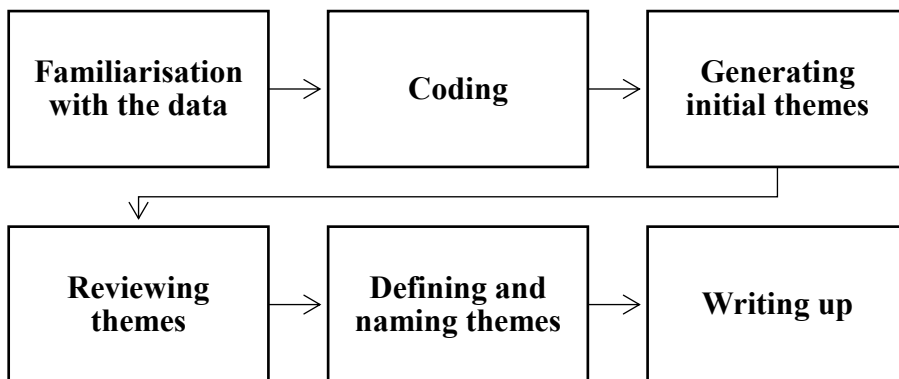 Familiarisation
with the data
Coding
Generating
initial themes
Reviewing
themes
Defining and
naming themes
Writing up